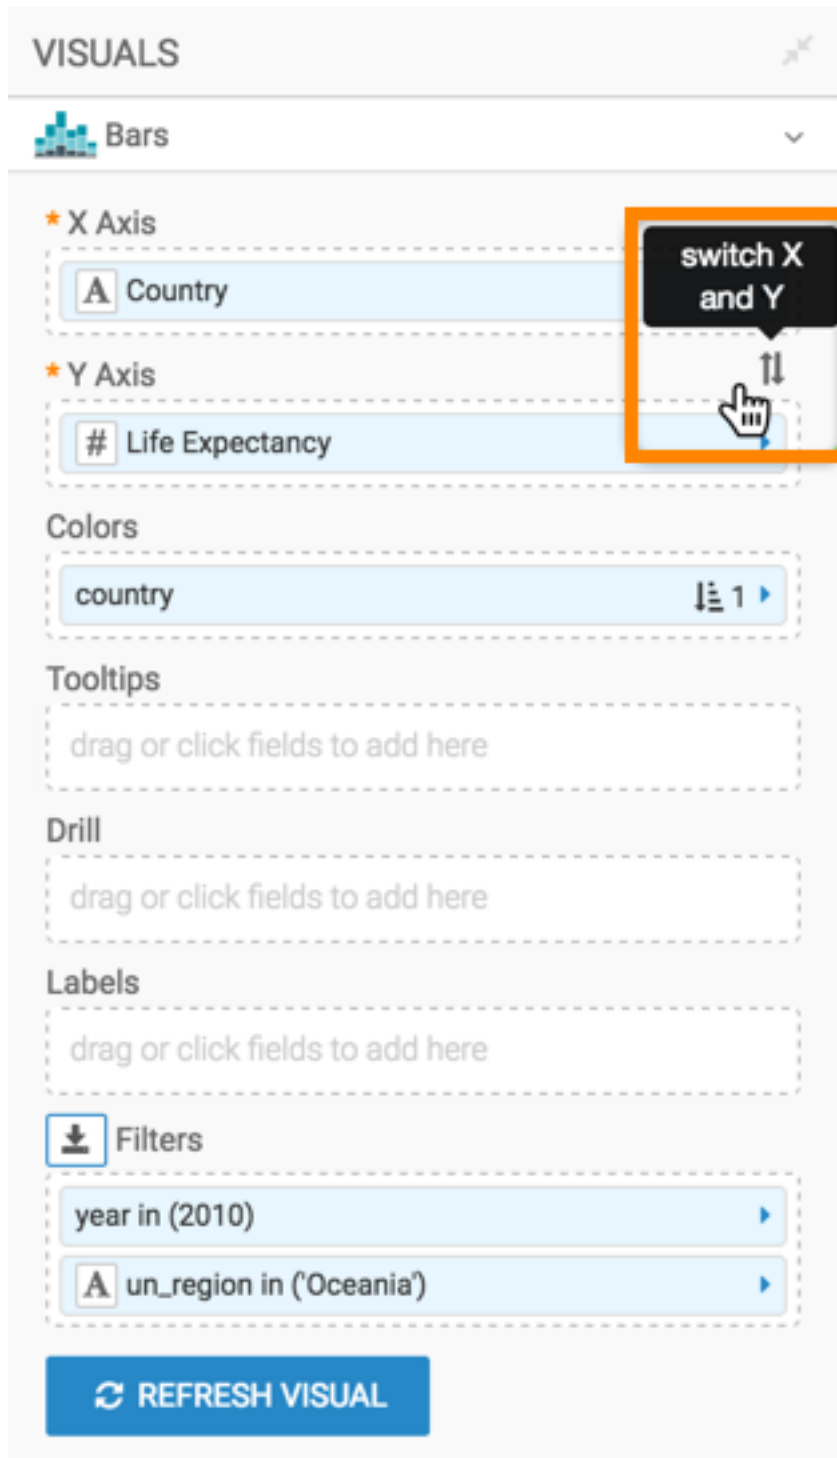 VISUALS
Bars
* X Axis
A Country
switch X
and Y
* Y Axis
# Life Expectancy
Colors
country
1
Tooltips
drag or click fields to add here
Drill
drag or click fields to add here
Labels
drag or click fields to add here
Filters
year in (2010)
A un_region in ('Oceania')
REFRESH VISUAL